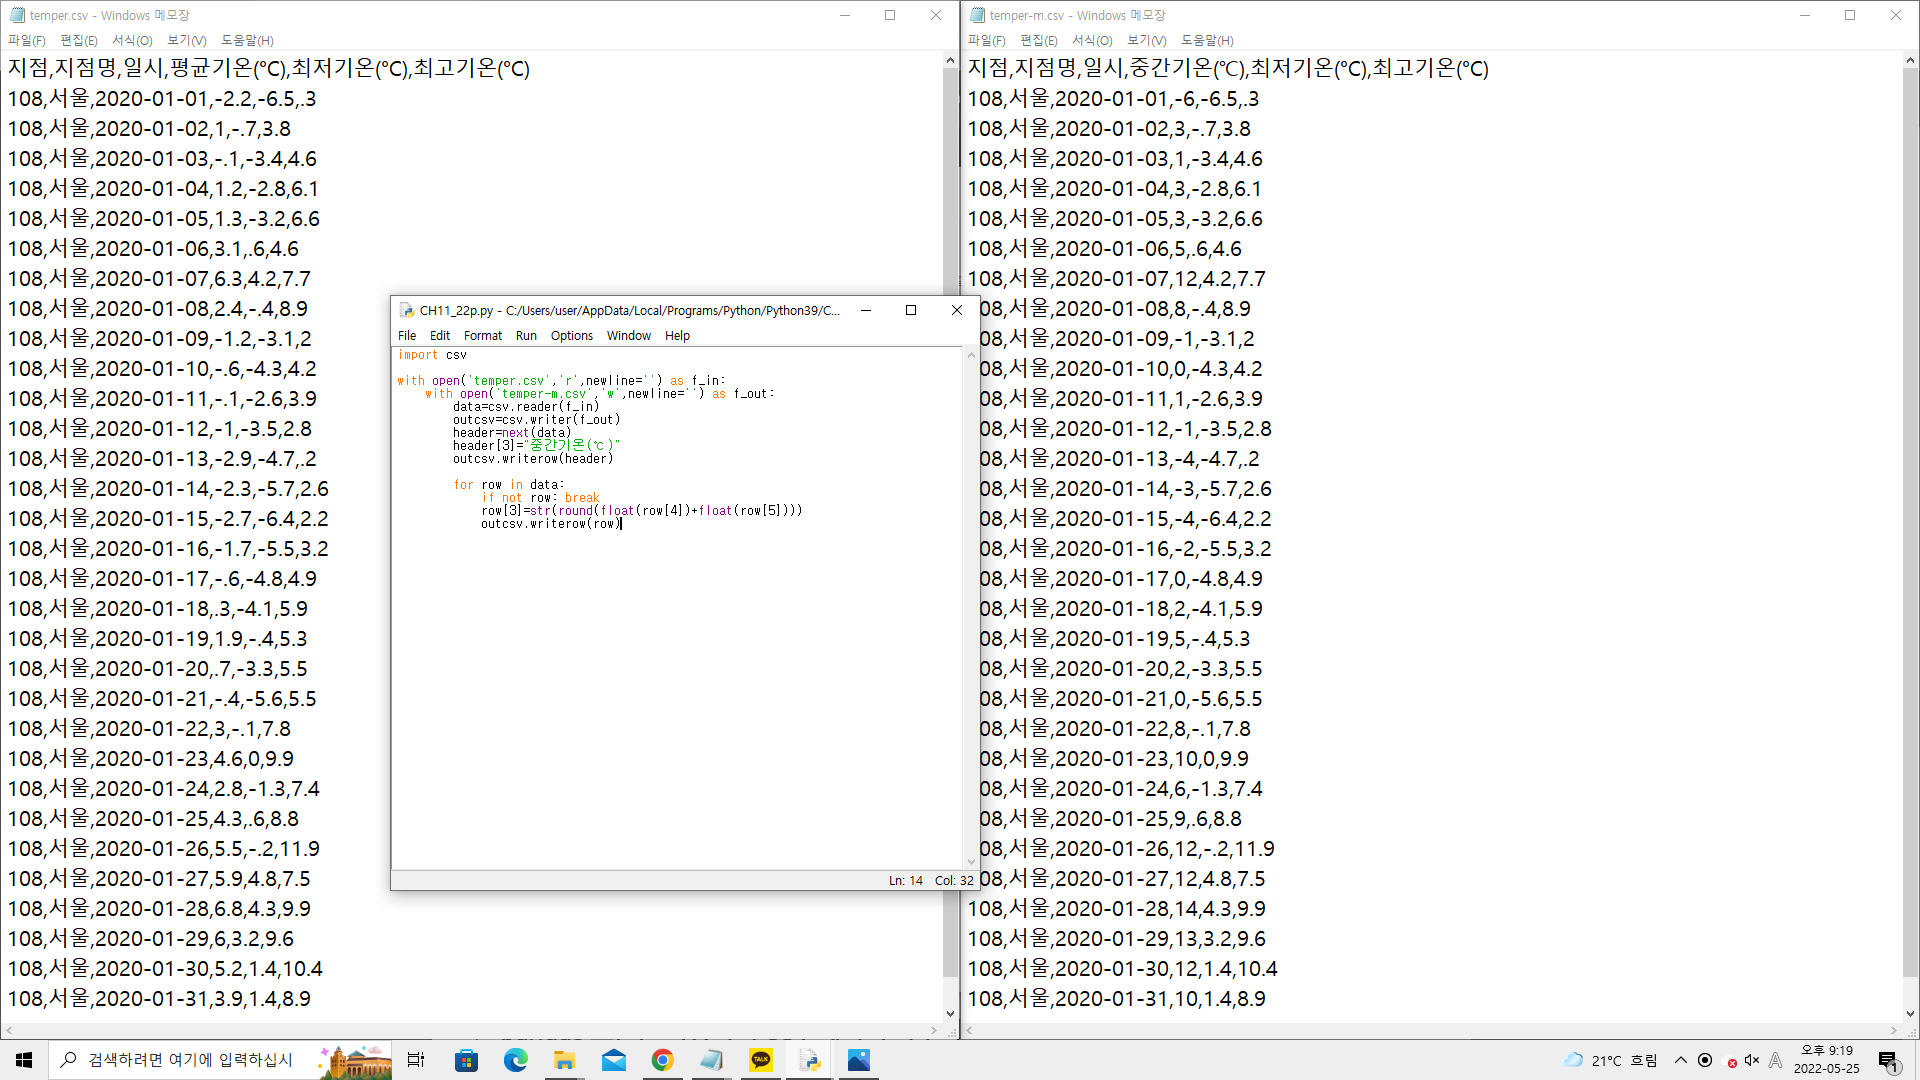 temper.csv - Windows 메모장
파일(F) 편집(E) 서식(O) 보기(V) 도움말(H)
지점,지점명,일시,평균기온(°C),최저기온(°C),최고기온(°C)
108,서울,2020-01-01,-2.2,-6.5,.3
108,서울,2020-01-02,1,-.7,3.8
108,서울,2020-01-03,-.1,-3.4,4.6
108,서울,2020-01-04,1.2,-2.8,6.1
108,서울,2020-01-05,1.3,-3.2,6.6
108,서울,2020-01-06,3.1,.6,4.6
108,서울,2020-01-07,6.3,4.2,7.7
108,서울,2020-01-08,2.4,-.4,8.9
108,서울,2020-01-09,-1.2,-3.1,2
108,서울,2020-01-10,-.6,-4.3,4.2
108,서울,2020-01-11,-.1,-2.6,3.9
108,서울,2020-01-12,-1,-3.5,2.8
108,서울,2020-01-13,-2.9,-4.7,.2
108,서울,2020-01-14,-2.3,-5.7,2.6
108,서울,2020-01-15,-2.7,-6.4,2.2
108,서울,2020-01-16,-1.7,-5.5,3.2
108,서울,2020-01-17,-.6,-4.8,4.9
108,서울,2020-01-18,.3,-4.1,5.9
108,서울,2020-01-19,1.9,-.4,5.3
108,서울,2020-01-20,.7,-3.3,5.5
108,서울,2020-01-21,-.4,-5.6,5.5
108,서울,2020-01-22,3,-.1,7.8
108,서울,2020-01-23,4.6,0,9.9
108,서울,2020-01-24,2.8,-1.3,7.4
108,서울,2020-01-25,4.3,.6,8.8
108,서울,2020-01-26,5.5,-.2,11.9
108,서울,2020-01-27,5.9,4.8,7.5
108,서울,2020-01-28,6.8,4.3,9.9
108,서울,2020-01-29,6,3.2,9.6
108,서울,2020-01-30,5.2,1.4,10.4
108,서울,2020-01-31,3.9,1.4,8.9
CH11_22p.py - C:/Users/user/AppData/Local/Programs/Python/Python39/C...
File Edit Format Run Options Window Help
import csv
with open('temper.csv','r',newline='') as f_in:
with open('temper-m.csv','w',newline='') as f_out:
data=csv.reader(f_in)
outcsv=csv.writer(f_out)
header=next(data)
header[3]="중간기온(℃)"
outcsv.writerow(header)
for row in data:
if not row: break
row[3]=str(round(float(row[4])+float(row[5])))
outcsv.writerow(row)
Ln: 14 Col: 32
temper-m.csv - Windows 메모장
파일(F) 편집(E) 서식(O) 보기(V) 도움말(H)
지점,지점명,일시,중간기온(℃),최저기온(°C),최고기온(°C)
108,서울,2020-01-01,-6,-6.5,.3
108,서울,2020-01-02,3,-.7,3.8
108,서울,2020-01-03,1,-3.4,4.6
108,서울,2020-01-04,3,-2.8,6.1
108,서울,2020-01-05,3,-3.2,6.6
108,서울,2020-01-06,5,.6,4.6
108,서울,2020-01-07,12,4.2,7.7
08,서울,2020-01-08,8,-.4,8.9
08,서울,2020-01-09,-1,-3.1,2
08,서울,2020-01-10,0,-4.3,4.2
08,서울,2020-01-11,1,-2.6,3.9
08,서울,2020-01-12,-1,-3.5,2.8
08,서울,2020-01-13,-4,-4.7,.2
08,서울,2020-01-14,-3,-5.7,2.6
08,서울,2020-01-15,-4,-6.4,2.2
08,서울,2020-01-16,-2,-5.5,3.2
08,서울,2020-01-17,0,-4.8,4.9
08,서울,2020-01-18,2,-4.1,5.9
08,서울,2020-01-19,5,-.4,5.3
08,서울,2020-01-20,2,-3.3,5.5
08,서울,2020-01-21,0,-5.6,5.5
08,서울,2020-01-22,8,-.1,7.8
08,서울,2020-01-23,10,0,9.9
08,서울,2020-01-24,6,-1.3,7.4
08,서울,2020-01-25,9,.6,8.8
08,서울,2020-01-26,12,-.2,11.9
08,서울,2020-01-27,12,4.8,7.5
108,서울,2020-01-28,14,4.3,9.9
108,서울,2020-01-29,13,3.2,9.6
108,서울,2020-01-30,12,1.4,10.4
108,서울,2020-01-31,10,1.4,8.9
검색하려면 여기에 입력하십시
TALK
21°C 흐림
A
오후 9:19
2022-05-25
1